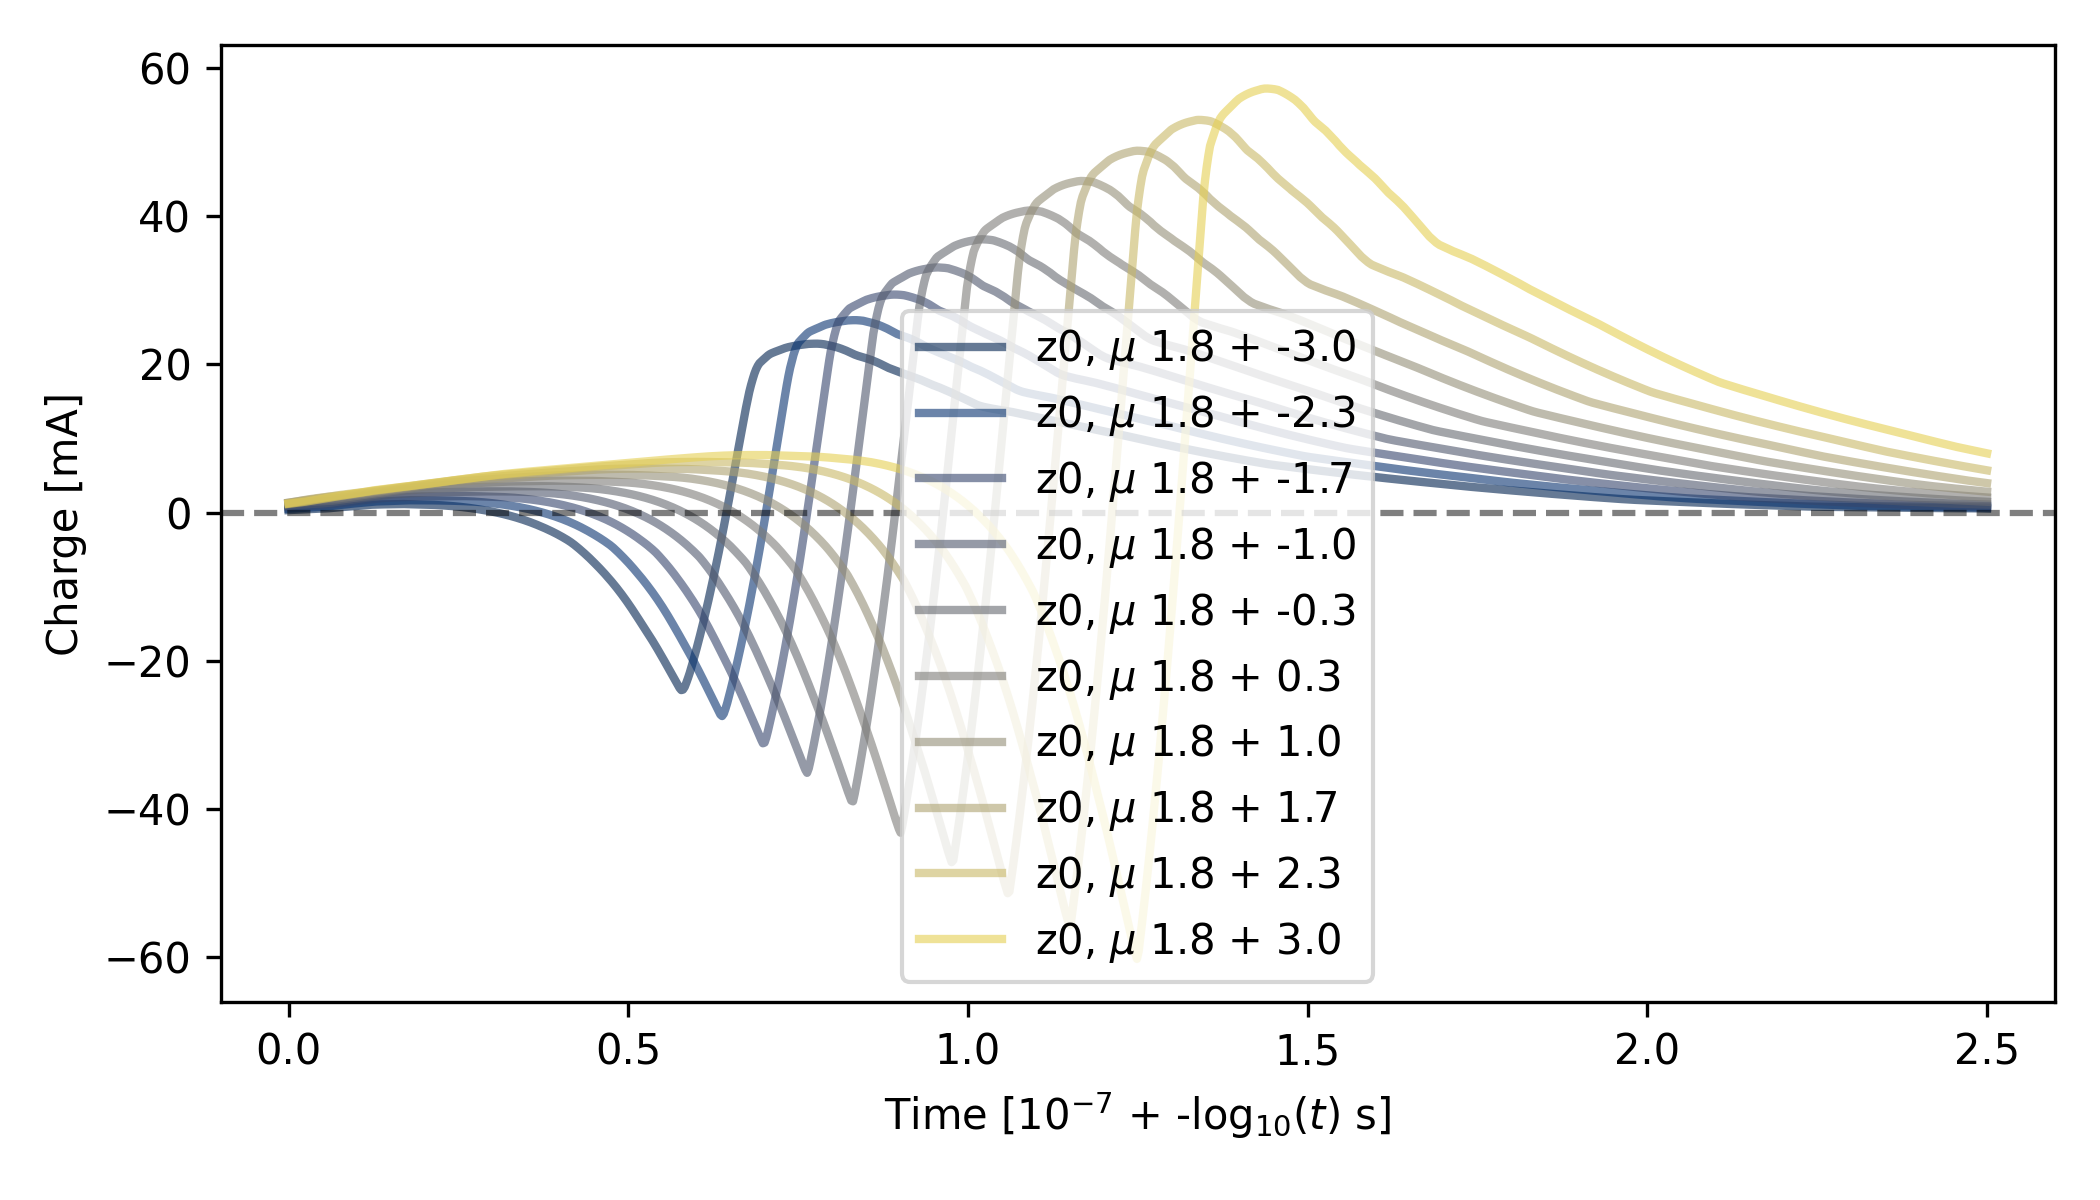 60
40
20
0
−20
−40
−60
Charge [mA]
z0, μ 1.8 + -3.0
z0, μ 1.8 + -2.3
z0, μ 1.8 + -1.7
z0, μ 1.8 + -1.0
z0, μ 1.8 + -0.3
z0, μ 1.8 + 0.3
z0, μ 1.8 + 1.0
z0, μ 1.8 + 1.7
z0, μ 1.8 + 2.3
z0, μ 1.8 + 3.0
0.0 0.5 1.0 1.5 2.0 2.5
Time [10⁻⁷ + -log₁₀(t) s]